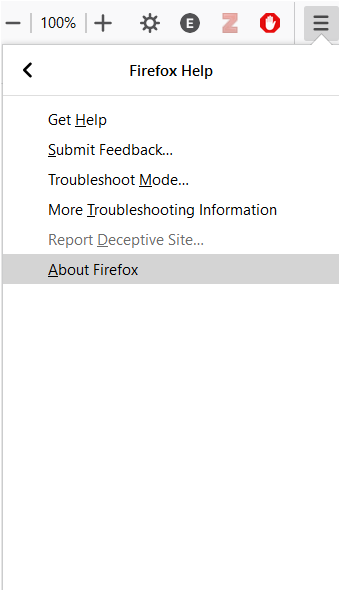 100%
E
Z
Firefox Help
Get Help
Submit Feedback...
Troubleshoot Mode...
More Troubleshooting Information
Report Deceptive Site...
About Firefox